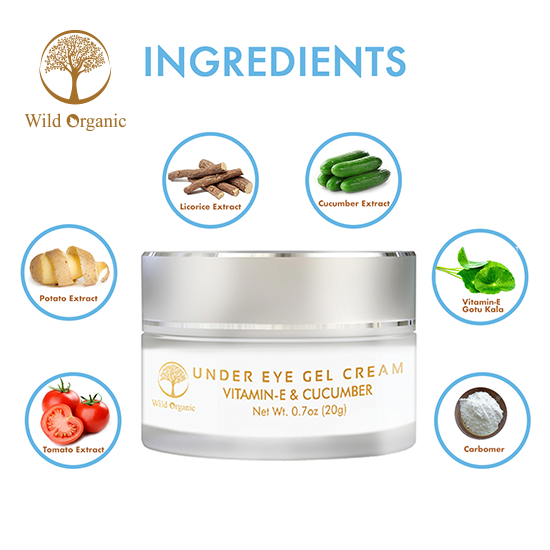 INGREDIENTS
Wild Organic
Licorice Extract
Cucumber Extract
Potato Extract
Vitamin-E
Gotu Kala
UNDER EYE GEL CREAM
VITAMIN-E & CUCUMBER
Net Wt. 0.7oz (20g)
Wild Organic
Tomato Extract
Carbomer